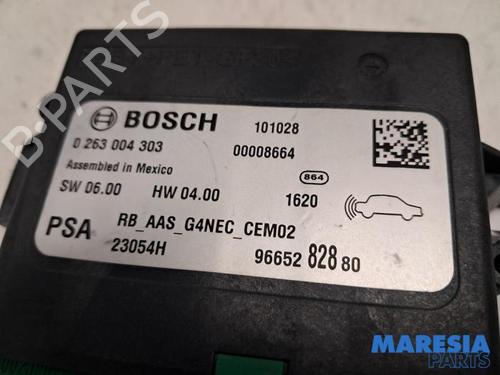 BOSCH
101028
0 263 004 303
00008664
Assembled in Mexico
864
SW 06.00 HW 04.00 1620
RB_AAS_G4NEC_CEM02
PSA 23054H 96652 828 80
B-PARTS
MARESIA
PARTS